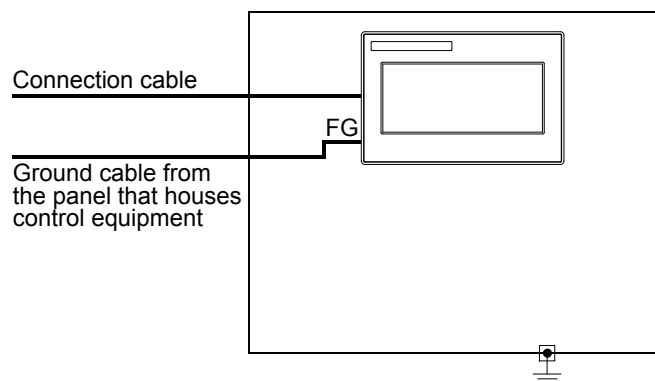 Connection cable
FG
Ground cable from
the panel that houses
control equipment